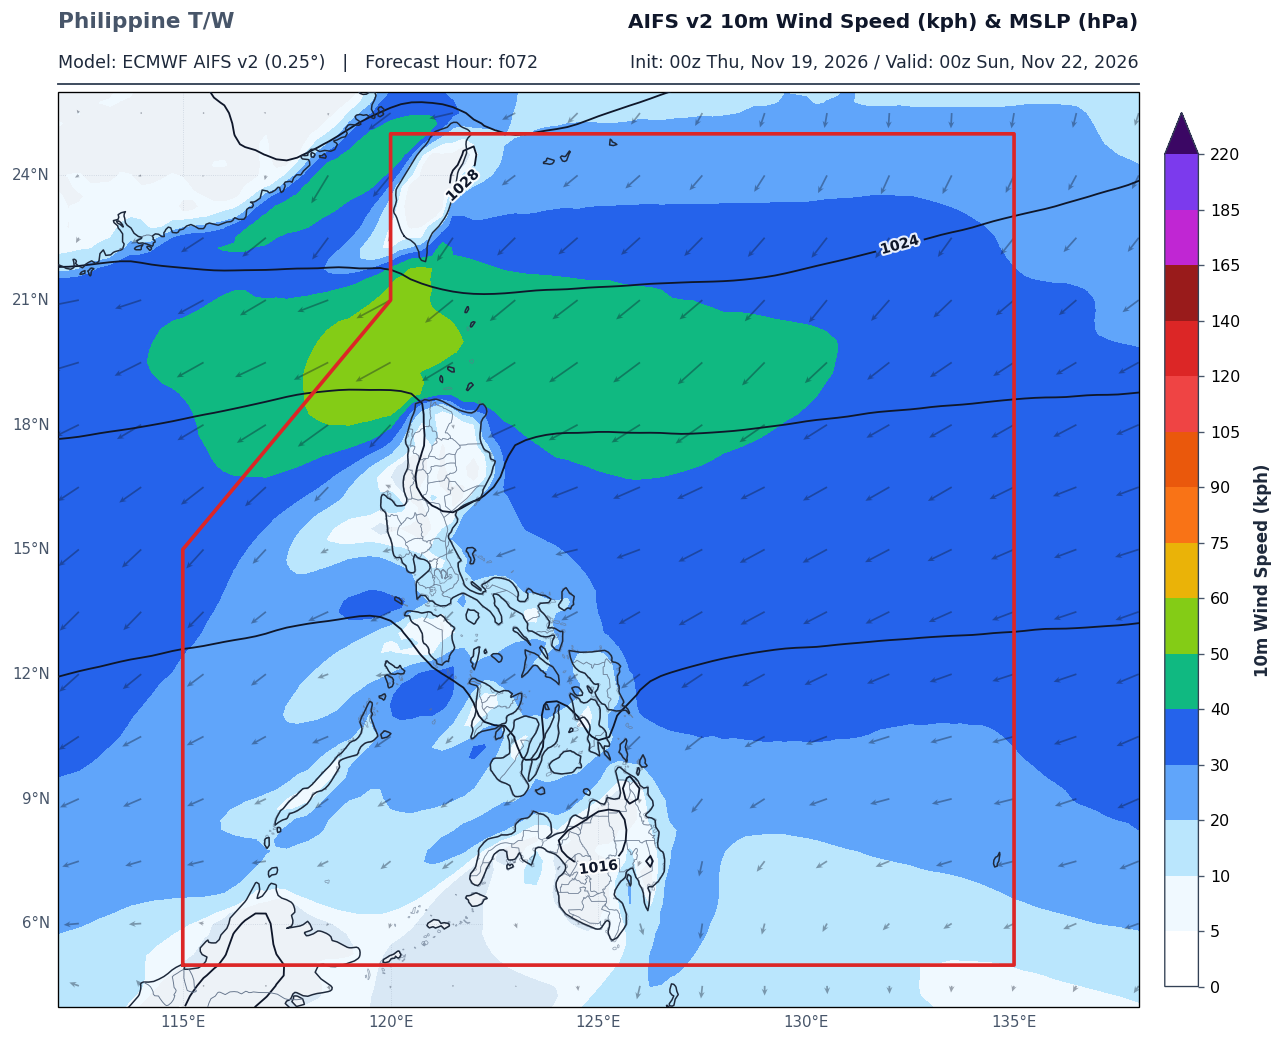 Philippine T/W
AIFS v2 10m Wind Speed (kph) & MSLP (hPa)
Model: ECMWF AIFS v2 (0.25°) | Forecast Hour: f072
Init: 00z Thu, Nov 19, 2026 / Valid: 00z Sun, Nov 22, 2026
24°N
21°N
18°N
15°N
12°N
9°N
6°N
1028
1024
1016
115°E
120°E
125°E
130°E
135°E
220
185
165
140
120
105
90
75
60
50
40
30
20
10
5
0
10m Wind Speed (kph)